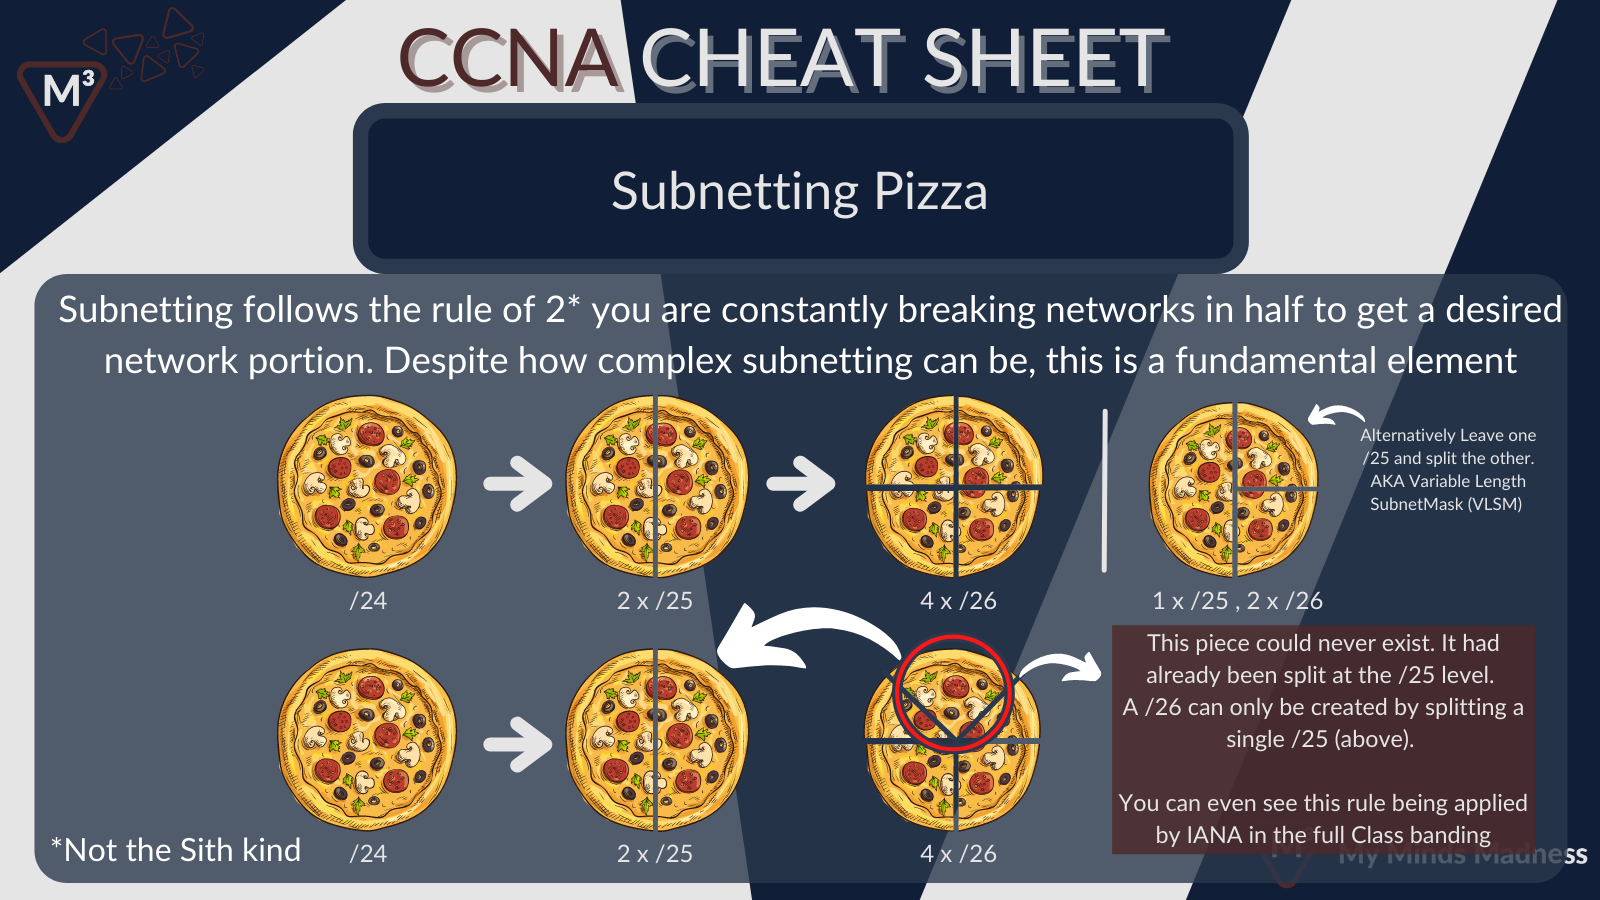 M³
CCNA CHEAT SHEET
Subnetting Pizza
Subnetting follows the rule of 2* you are constantly breaking networks in half to get a desired
network portion. Despite how complex subnetting can be, this is a fundamental element
Alternatively Leave one
/25 and split the other.
AKA Variable Length
SubnetMask (VLSM)
/24
2 x /25
4 x /26
1 x /25 , 2 x /26
This piece could never exist. It had
already been split at the /25 level.
A /26 can only be created by splitting a
single /25 (above).
You can even see this rule being applied
by IANA in the full Class banding
*Not the Sith kind
/24
2 x /25
4 x /26
My Minds Madness